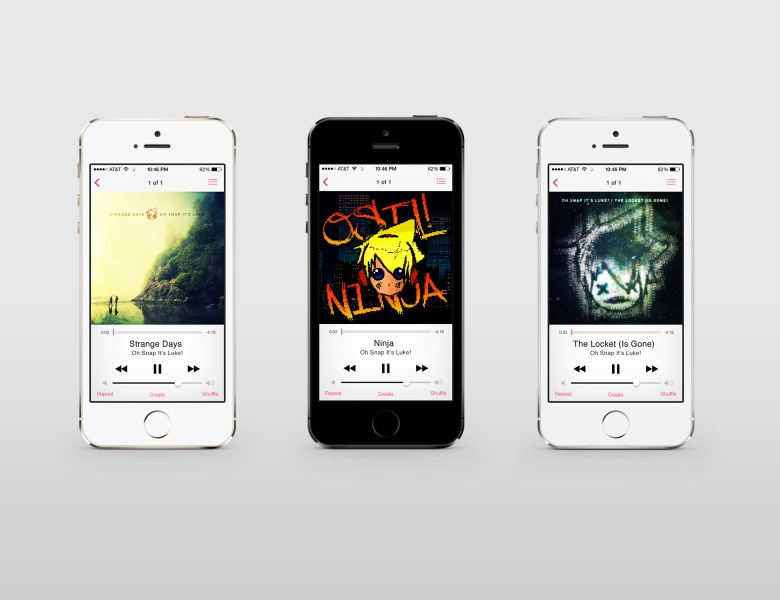 AT&T 10:46 PM 62%
1 of 1
STRANGE DAYS OH SNAP IT'S LUKE!
0:03 -4:18
Strange Days
Oh Snap It's Luke!
Repeat Create Shuffle
AT&T 10:46 PM 62%
1 of 1
OSIL!!
NINJA
0:03 -4:18
Ninja
Oh Snap It's Luke!
Repeat Create Shuffle
AT&T 10:46 PM 62%
1 of 1
OH SNAP IT'S LUKE! / THE LOCKET (IS GONE)
0:03 -4:18
The Locket (Is Gone)
Oh Snap It's Luke!
Repeat Create Shuffle